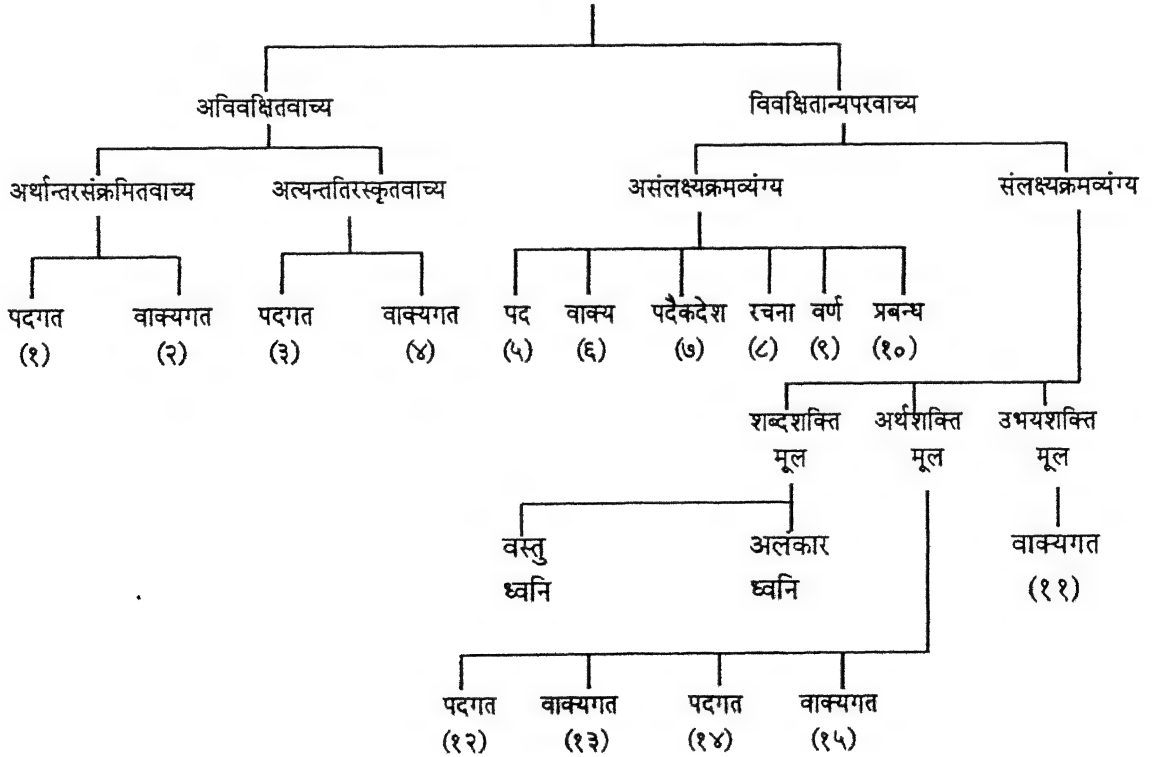 अविवक्षितवाच्य विवक्षितान्यपरवाच्य
अर्थान्तरसंक्रमितवाच्य अत्यन्ततिरस्कृतवाच्य असंलक्ष्यक्रमव्यंग्य संलक्ष्यक्रमव्यंग्य
पदगत वाक्यगत पदगत वाक्यगत पद वाक्य पदैकदेश रचना वर्ण प्रबन्ध
(१) (२) (३) (४) (५) (६) (७) (८) (९) (१०)
शब्दशक्ति अर्थशक्ति उभयशक्ति
मूल मूल मूल
वस्तु अलंकार वाक्यगत
ध्वनि ध्वनि (११)
पदगत वाक्यगत पदगत वाक्यगत
(१२) (१३) (१४) (१५)